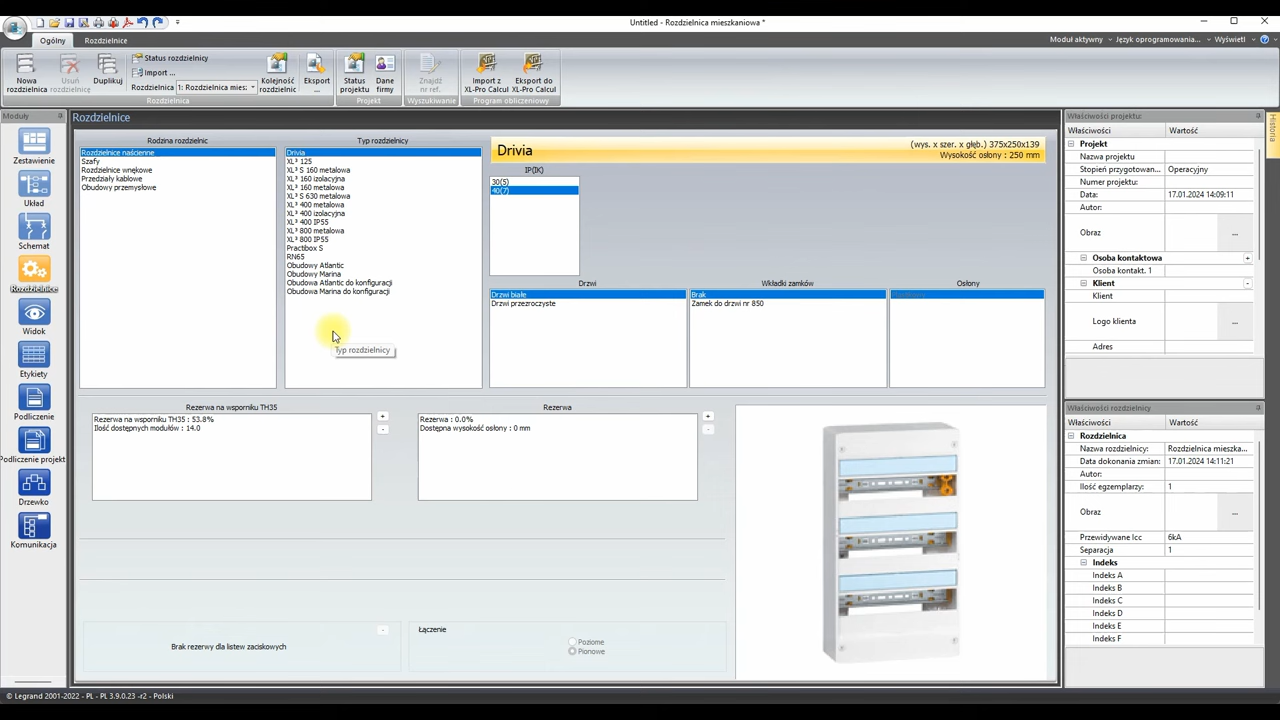 Untitled - Rozdzielnica mieszkaniowa *
Ogólny
Rozdzielnice
Moduł aktywny
Język oprogramowania...
Wyświetl
Nowa rozdzielnica
Usuń rozdzielnicę
Duplikuj
Status rozdzielnicy
Import ...
Rozdzielnica 1: Rozdzielnica miesz
Kolejność rozdzielnic
Eksport ...
Status projektu
Dane firmy
Znajdź nr ref.
Import z XL-Pro Calcul
Eksport do XL-Pro Calcul
Rozdzielnica
Projekt
Wyszukiwanie
Program obliczeniowy
Moduły
Zestawienie
Układ
Schemat
Rozdzielnice
Widok
Etykiety
Podliczenie
Podliczenie projekt
Drzewko
Komunikacja
Rozdzielnice
Rodzina rozdzielnic
Rozdzielnice naścienne
Szafy
Rozdzielnice wnękowe
Przedziały kablowe
Obudowy przemysłowe
Typ rozdzielnicy
Drivia
XL³ 125
XL³ S 160 metalowa
XL³ 160 izolacyjna
XL³ 160 metalowa
XL³ S 630 metalowa
XL³ 400 metalowa
XL³ 400 izolacyjna
XL³ 400 IP55
XL³ 800 metalowa
XL³ 800 IP55
Practibox S
RN65
Obudowy Atlantic
Obudowy Marina
Obudowa Atlantic do konfiguracji
Obudowa Marina do konfiguracji
Typ rozdzielnicy
Drivia
(wys. x szer. x głęb.) 375x250x139
Wysokość osłony : 250 mm
IP(IK)
30(5)
40(7)
Drzwi
Drzwi białe
Drzwi przezroczyste
Wkładki zamków
Brak
Zamek do drzwi nr 850
Osłony
Rezerwa na wsporniku TH35
Rezerwa na wsporniku TH35 : 53.8%
Ilość dostępnych modułów : 14.0
+
-
Rezerwa
Rezerwa : 0.0%
Dostępna wysokość osłony : 0 mm
+
-
Brak rezerwy dla listew zaciskowych
-
Łączenie
Poziome
Pionowe
Właściwości projektu:
Właściwości Wartość
Projekt
Nazwa projektu
Stopień przygotowan... Operacyjny
Numer projektu:
Data: 17.01.2024 14:09:11
Autor:
Obraz ...
Osoba kontaktowa +
Osoba kontakt. 1
Klient -
Klient
Logo klienta ...
Adres
Historia
Właściwości rozdzielnicy
Właściwości Wartość
Rozdzielnica
Nazwa rozdzielnicy: Rozdzielnica mieszka...
Data dokonania zmian: 17.01.2024 14:11:21
Autor:
Ilość egzemplarzy: 1
Obraz ...
Przewidywane Icc 6kA
Separacja 1
Indeks
Indeks A
Indeks B
Indeks C
Indeks D
Indeks E
Indeks F
© Legrand 2001-2022 - PL - PL 3.9.0.23 -r2 - Polski